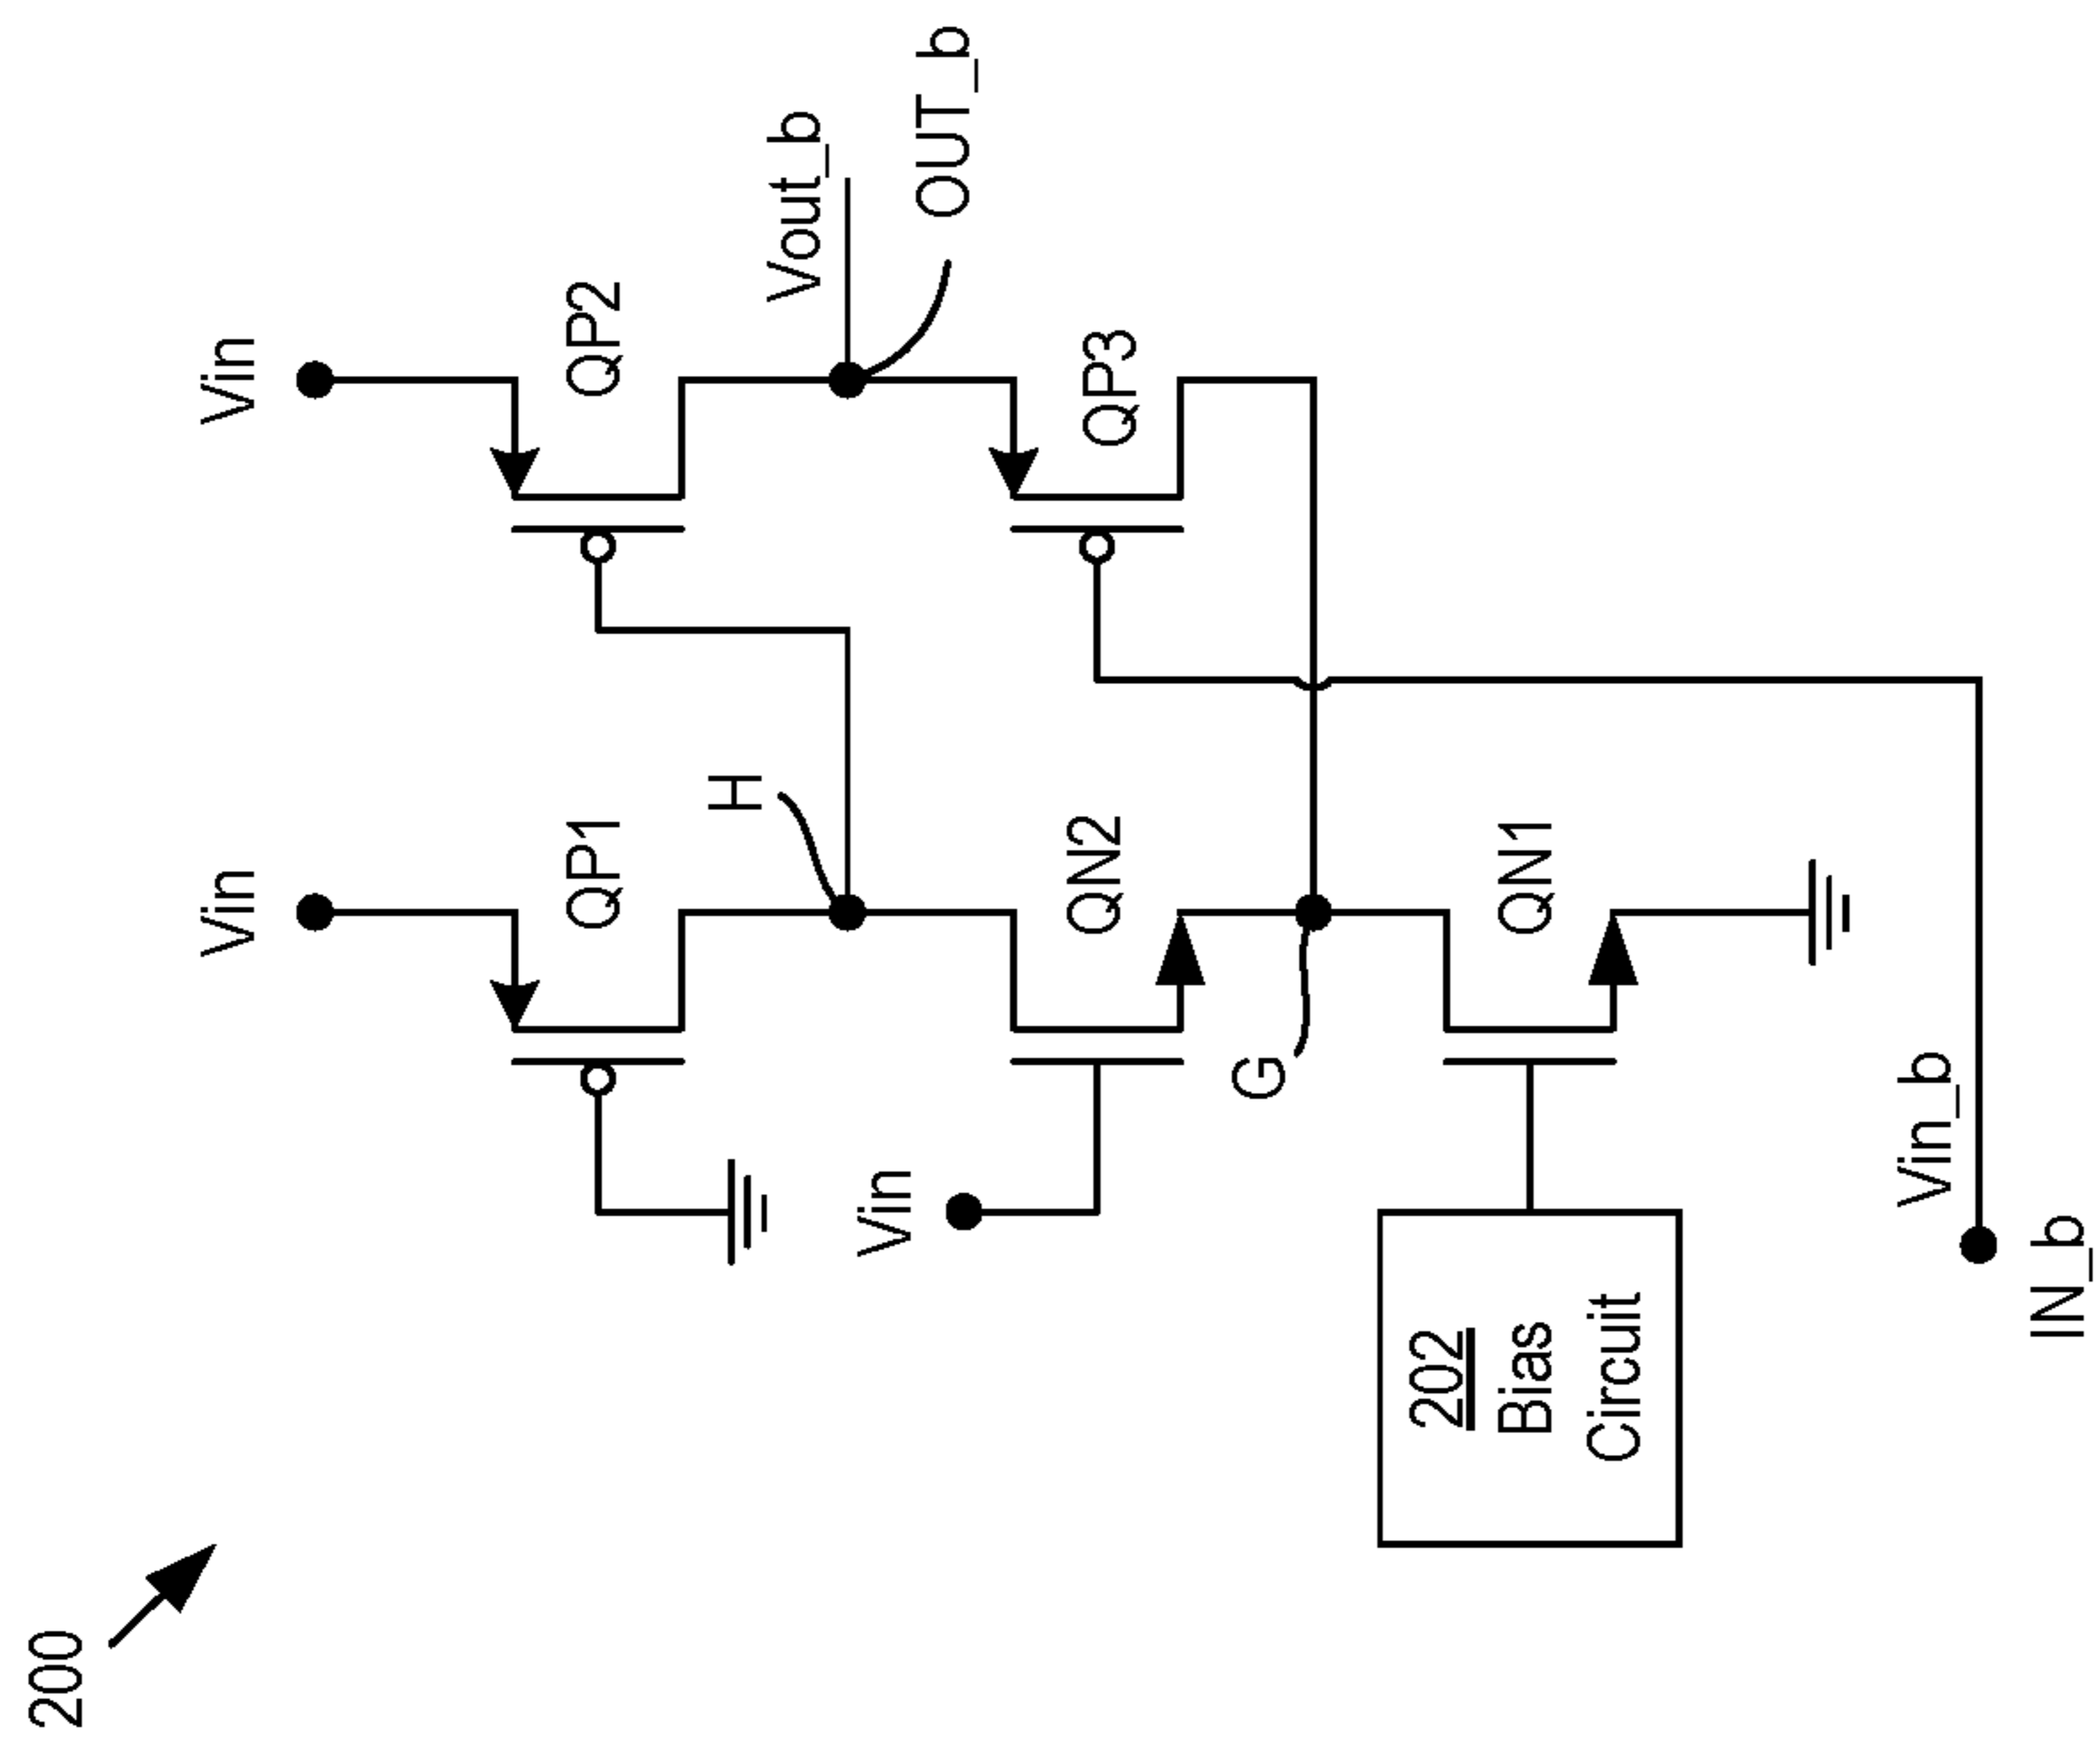 200
Vin
Vin
QP1
QP2
H
Vout_b
OUT_b
Vin
QN2
QP3
G
202
Bias
Circuit
QN1
Vin_b
IN_b